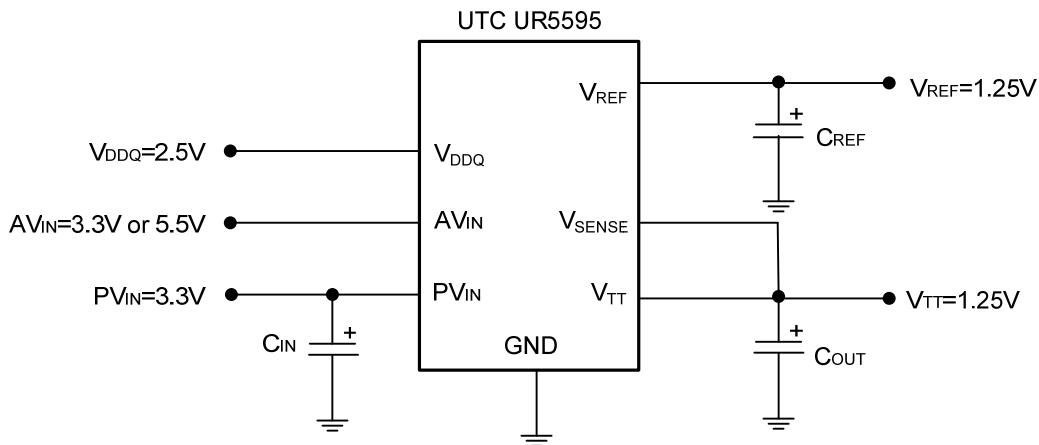 UTC UR5595
VREF
VREF=1.25V
CREF
VDDQ=2.5V
VDDQ
AVIN=3.3V or 5.5V
AVIN
VSENSE
PVIN=3.3V
PVIN
VTT
VTT=1.25V
CIN
GND
COUT
+
+
+